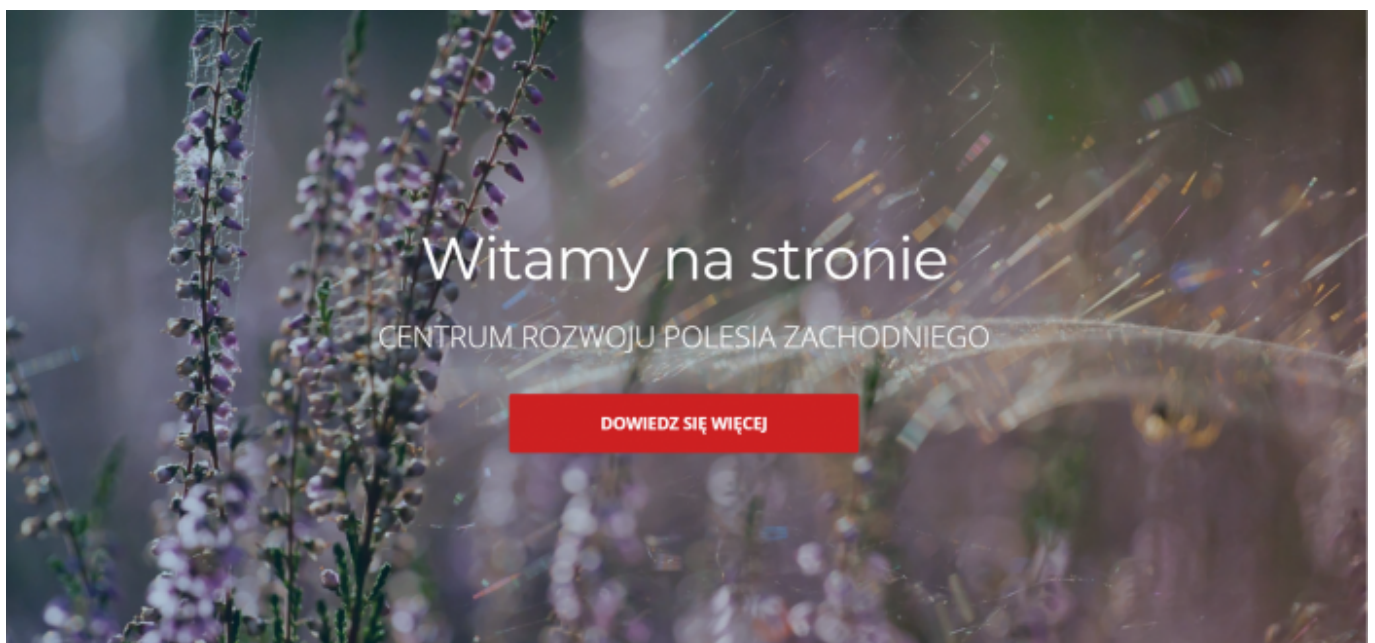 Witamy na stronie
CENTRUM ROZWOJU POLESIA ZACHODNIEGO
DOWIEDZ SIĘ WIĘCEJ